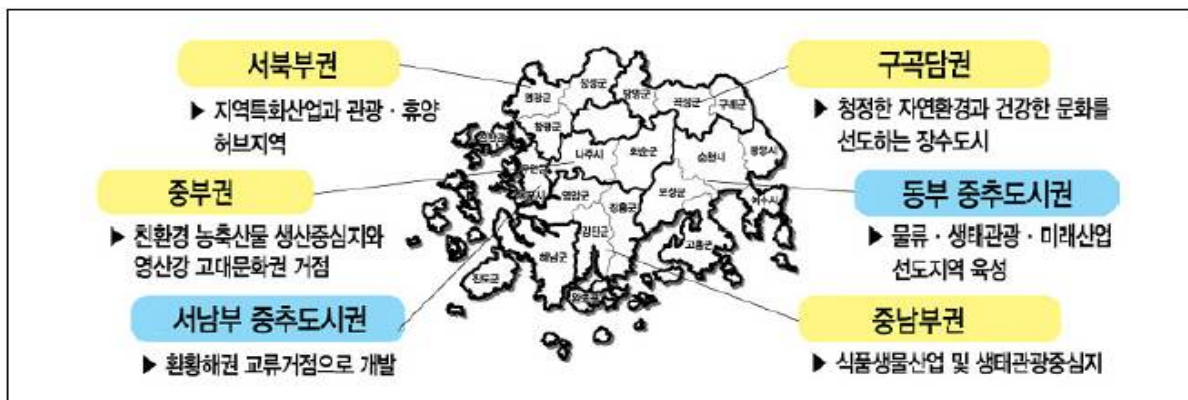 서북부권
▶ 지역특화산업과 관광 · 휴양
허브지역
중부권
▶ 친환경 농축산물 생산중심지와
영산강 고대문화권 거점
서남부 중추도시권
▶ 환황해권 교류거점으로 개발
구곡담권
▶ 청정한 자연환경과 건강한 문화를
선도하는 장수도시
동부 중추도시권
▶ 물류 · 생태관광 · 미래산업
선도지역 육성
중남부권
▶ 식품생물산업 및 생태관광중심지
영광군
장성군
담양군
곡성군
구례군
함평군
나주시
화순군
순천시
광양시
영암군
장흥군
보성군
여수시
강진군
해남군
고흥군
진도군